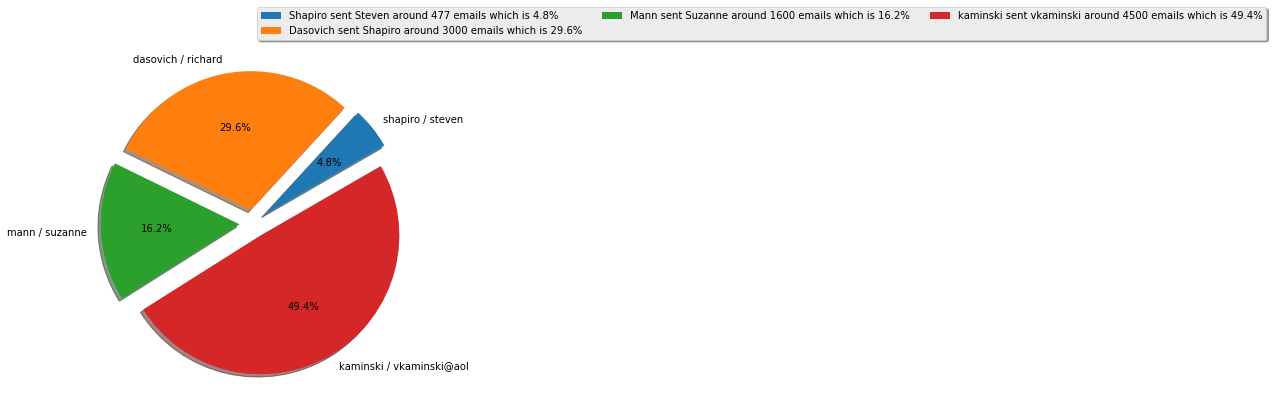 Shapiro sent Steven around 477 emails which is 4.8%
Dasovich sent Shapiro around 3000 emails which is 29.6%
Mann sent Suzanne around 1600 emails which is 16.2%
kaminski sent vkaminski around 4500 emails which is 49.4%
dasovich / richard
shapiro / steven
29.6%
4.8%
mann / suzanne
16.2%
49.4%
kaminski / vkaminski@aol